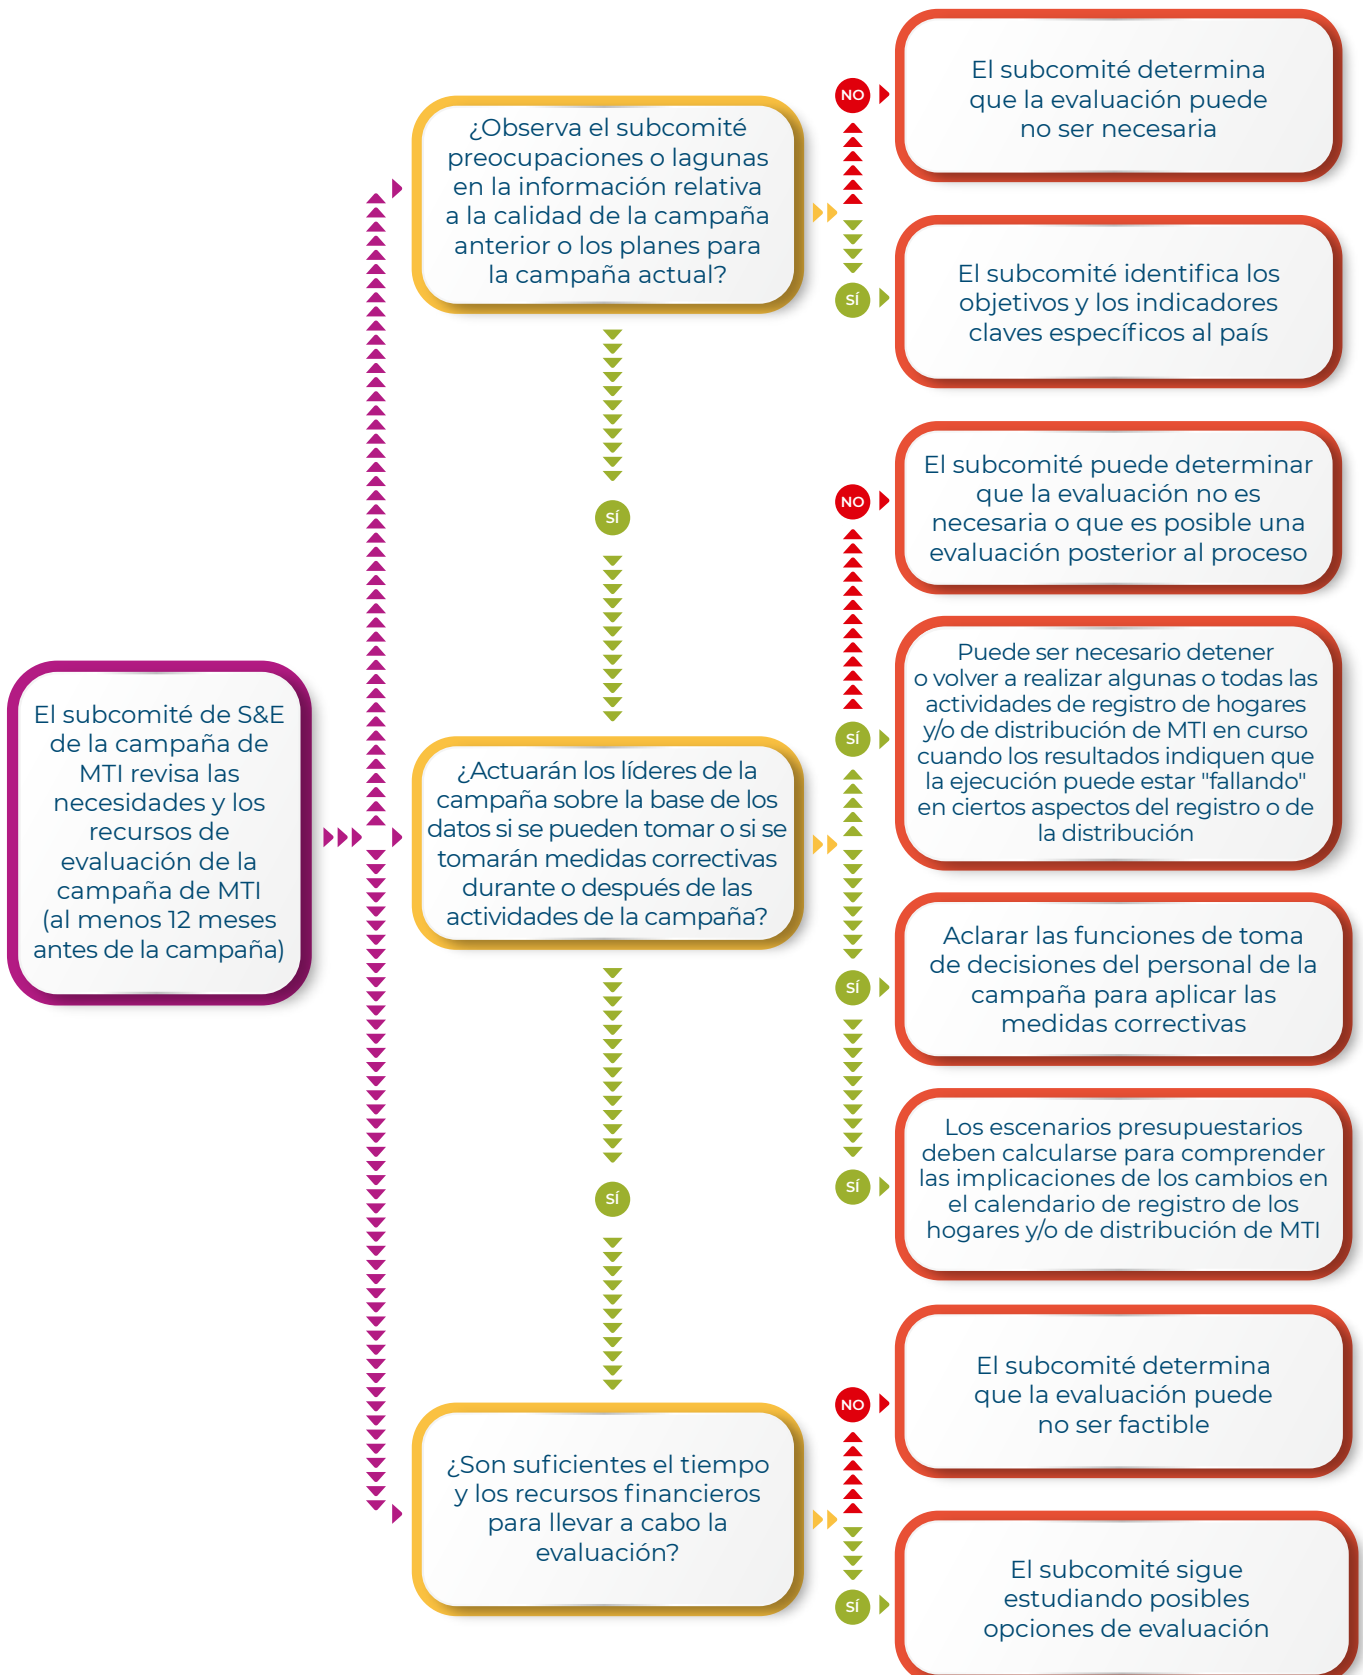 El subcomité de S&E
de la campaña de
MTI revisa las
necesidades y los
recursos de
evaluación de la
campaña de MTI
(al menos 12 meses
antes de la campaña)
¿Observa el subcomité
preocupaciones o lagunas
en la información relativa
a la calidad de la campaña
anterior o los planes para
la campaña actual?
NO
El subcomité determina
que la evaluación puede
no ser necesaria
SÍ
El subcomité identifica los
objetivos y los indicadores
claves específicos al país
SÍ
¿Actuarán los líderes de la
campaña sobre la base de los
datos si se pueden tomar o si se
tomarán medidas correctivas
durante o después de las
actividades de la campaña?
NO
El subcomité puede determinar
que la evaluación no es
necesaria o que es posible una
evaluación posterior al proceso
SÍ
Puede ser necesario detener
o volver a realizar algunas o todas las
actividades de registro de hogares
y/o de distribución de MTI en curso
cuando los resultados indiquen que
la ejecución puede estar "fallando"
en ciertos aspectos del registro o de
la distribución
SÍ
Aclarar las funciones de toma
de decisiones del personal de la
campaña para aplicar las
medidas correctivas
SÍ
Los escenarios presupuestarios
deben calcularse para comprender
las implicaciones de los cambios en
el calendario de registro de los
hogares y/o de distribución de MTI
SÍ
¿Son suficientes el tiempo
y los recursos financieros
para llevar a cabo la
evaluación?
NO
El subcomité determina
que la evaluación puede
no ser factible
SÍ
El subcomité sigue
estudiando posibles
opciones de evaluación